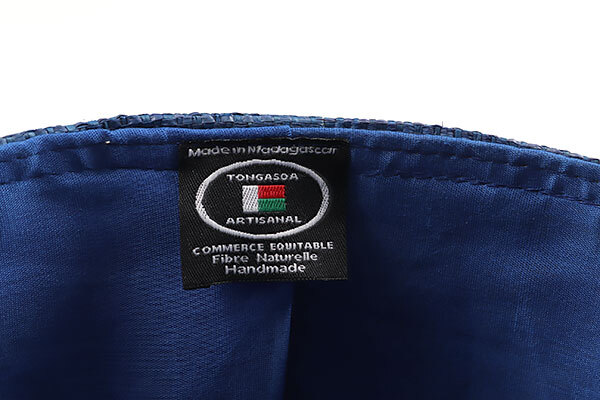 Made in Madagascar
TONGASOA
ARTISANAL
COMMERCE EQUITABLE
Fibre Naturelle
Handmade